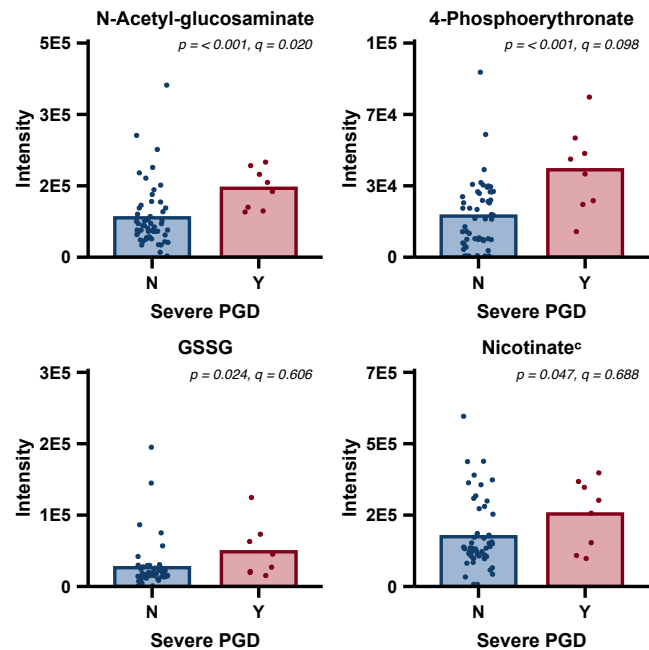 N-Acetyl-glucosaminate
p = < 0.001, q = 0.020
Intensity
5E5
3E5
2E5
0
N
Y
Severe PGD
4-Phosphoerythronate
p = < 0.001, q = 0.098
Intensity
1E5
7E4
3E4
0
N
Y
Severe PGD
GSSG
p = 0.024, q = 0.606
Intensity
3E5
2E5
1E5
0
N
Y
Severe PGD
Nicotinateᶜ
p = 0.047, q = 0.688
Intensity
7E5
5E5
2E5
0
N
Y
Severe PGD